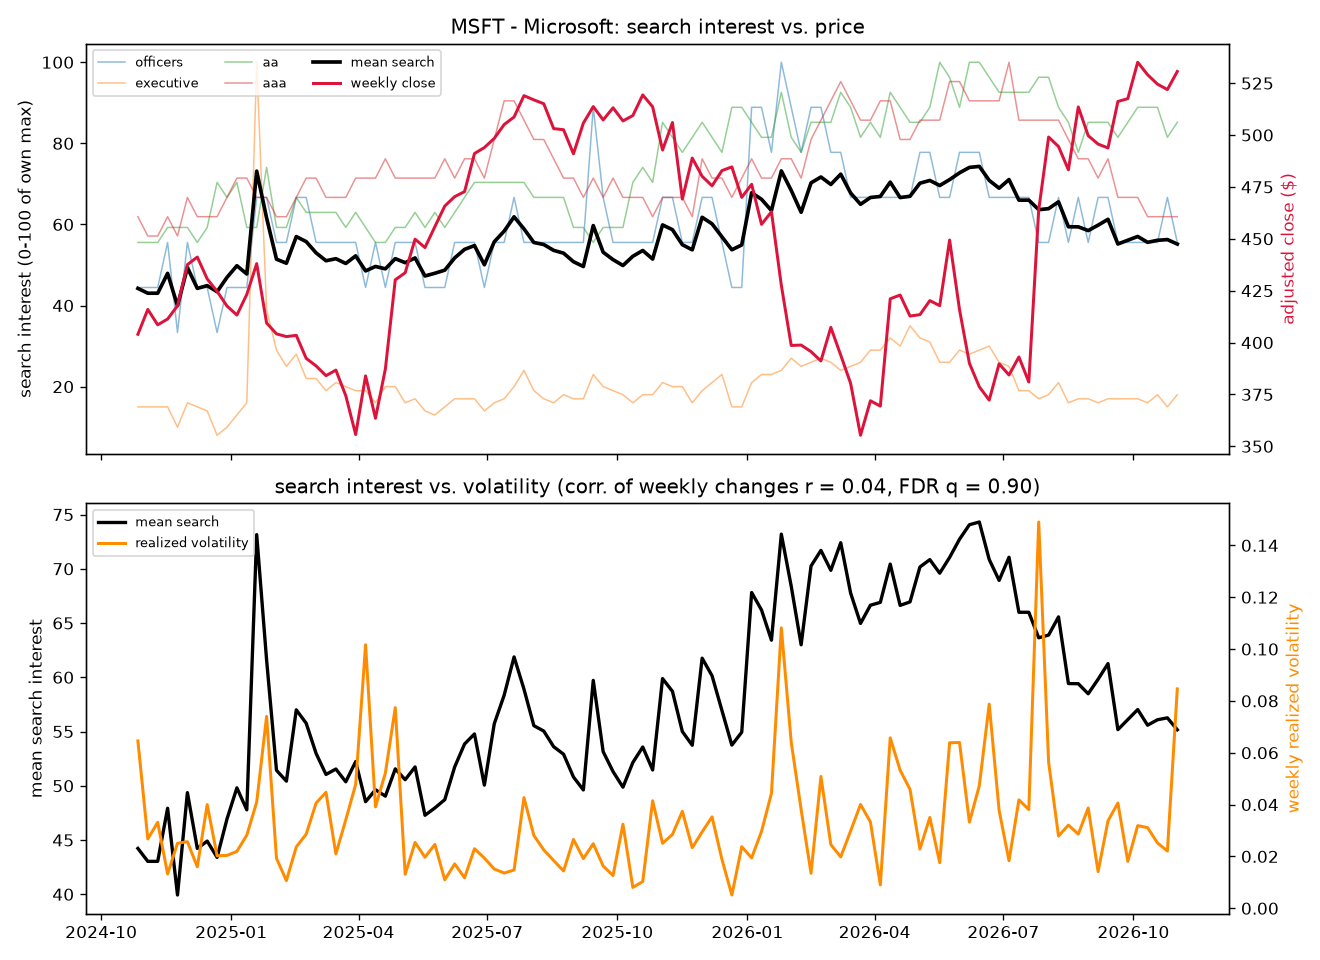 MSFT - Microsoft: search interest vs. price
officers
executive
aa
aaa
mean search
weekly close
search interest (0-100 of own max)
100
80
60
40
20
adjusted close ($)
525
500
475
450
425
400
375
350
search interest vs. volatility (corr. of weekly changes r = 0.04, FDR q = 0.90)
mean search
realized volatility
mean search interest
75
70
65
60
55
50
45
40
weekly realized volatility
0.14
0.12
0.10
0.08
0.06
0.04
0.02
0.00
2024-10
2025-01
2025-04
2025-07
2025-10
2026-01
2026-04
2026-07
2026-10